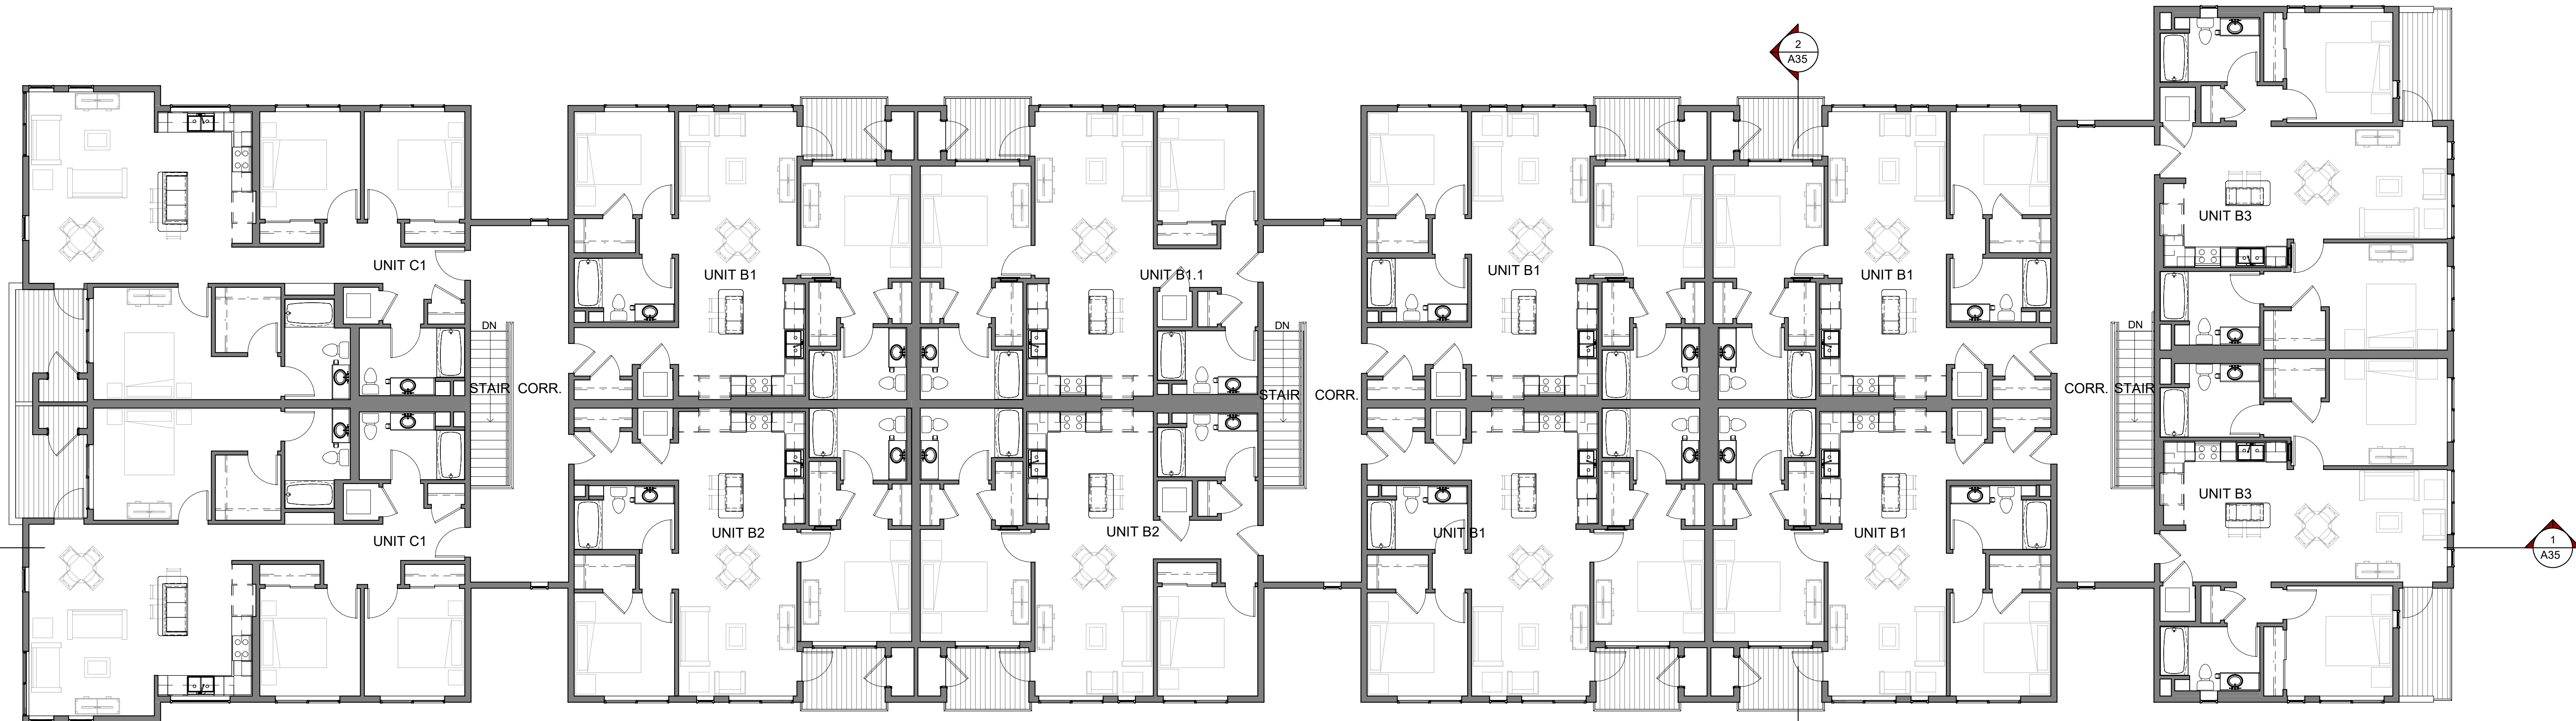 2
A35
UNIT B3
UNIT C1
UNIT B1
UNIT B1.1
UNIT B1
UNIT B1
DN
DN
DN
STAIR
CORR.
STAIR
CORR.
CORR.
STAIR
UNIT B3
UNIT C1
UNIT B2
UNIT B2
UNIT B1
UNIT B1
1
A35